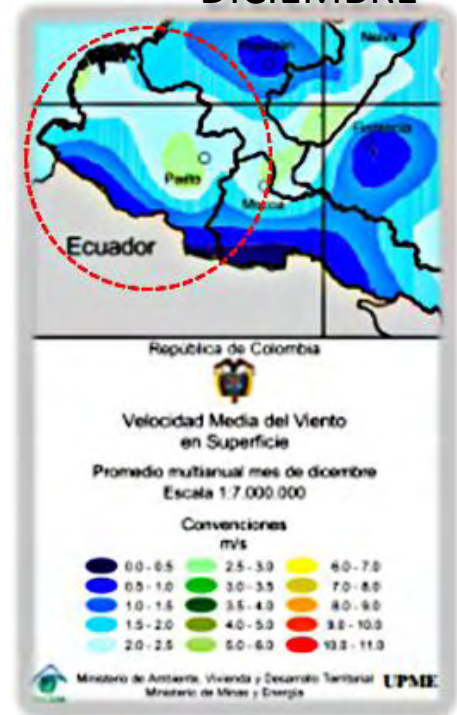 DICIEMBRE
Popayán
Neiva
Florencia
Pasto
Mocoa
Ecuador
República de Colombia
Velocidad Media del Viento
en Superficie
Promedio multianual mes de dicembre
Escala 1:7.000.000
Convenciones
m/s
0.0 - 0.5 2.5 - 3.0 6.0 - 7.0
0.5 - 1.0 3.0 - 3.5 7.0 - 8.0
1.0 - 1.5 3.5 - 4.0 8.0 - 9.0
1.5 - 2.0 4.0 - 5.0 9.0 - 10.0
2.0 - 2.5 5.0 - 6.0 10.0 - 11.0
Ministerio de Ambiente, Vivienda y Desarrollo Territorial UPME
Ministerio de Minas y Energía